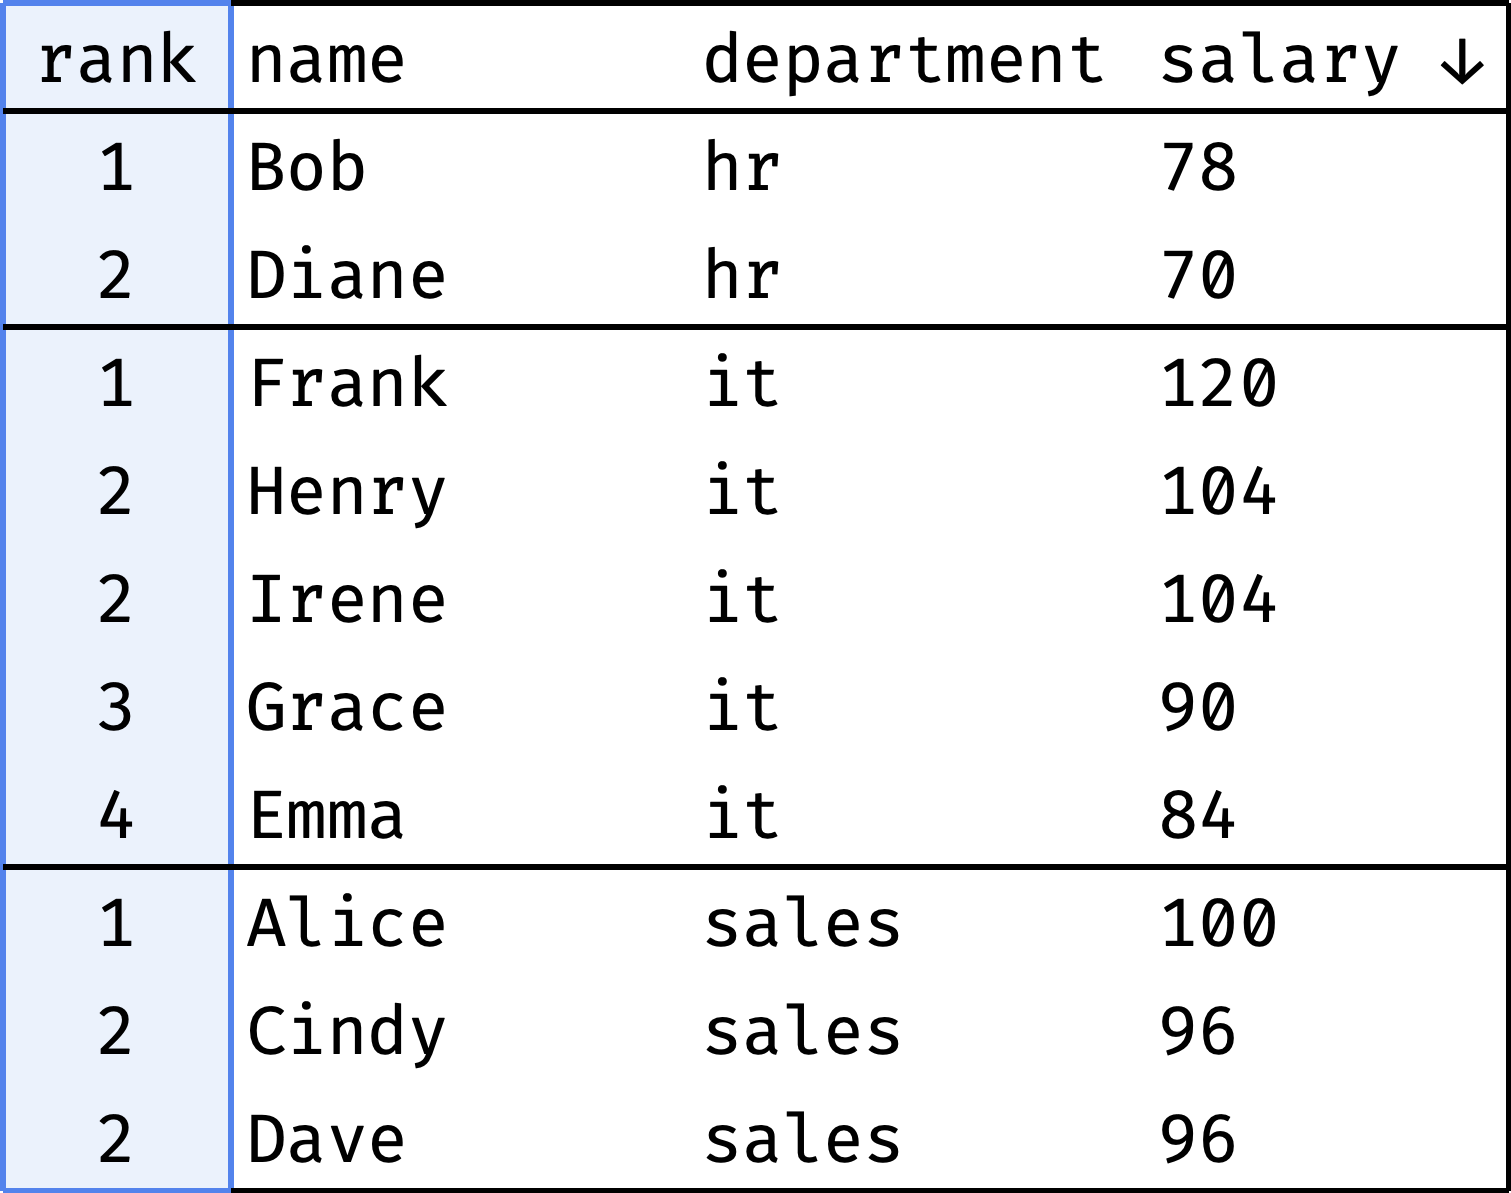 rank name department salary ↓
1 Bob hr 78
2 Diane hr 70
1 Frank it 120
2 Henry it 104
2 Irene it 104
3 Grace it 90
4 Emma it 84
1 Alice sales 100
2 Cindy sales 96
2 Dave sales 96